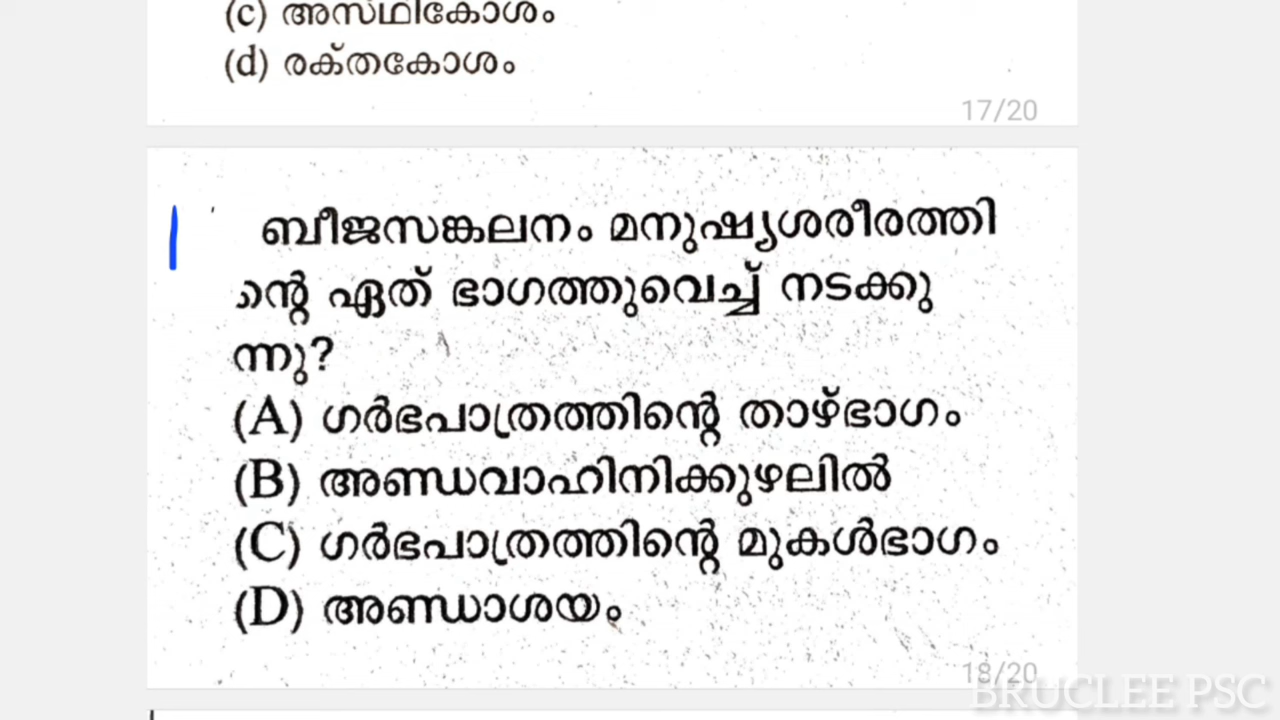 (c) അസ്ഥികോശം
(d) രക്തകോശം
17/20
ബീജസങ്കലനം മനുഷ്യശരീരത്തി
ന്റെ ഏത് ഭാഗത്തുവെച്ച് നടക്കു
ന്നു?
(A) ഗർഭപാത്രത്തിന്റെ താഴ്ഭാഗം
(B) അണ്ഡവാഹിനിക്കുഴലിൽ
(C) ഗർഭപാത്രത്തിന്റെ മുകൾഭാഗം
(D) അണ്ഡാശയം
18/20
BRUCLEE PSC